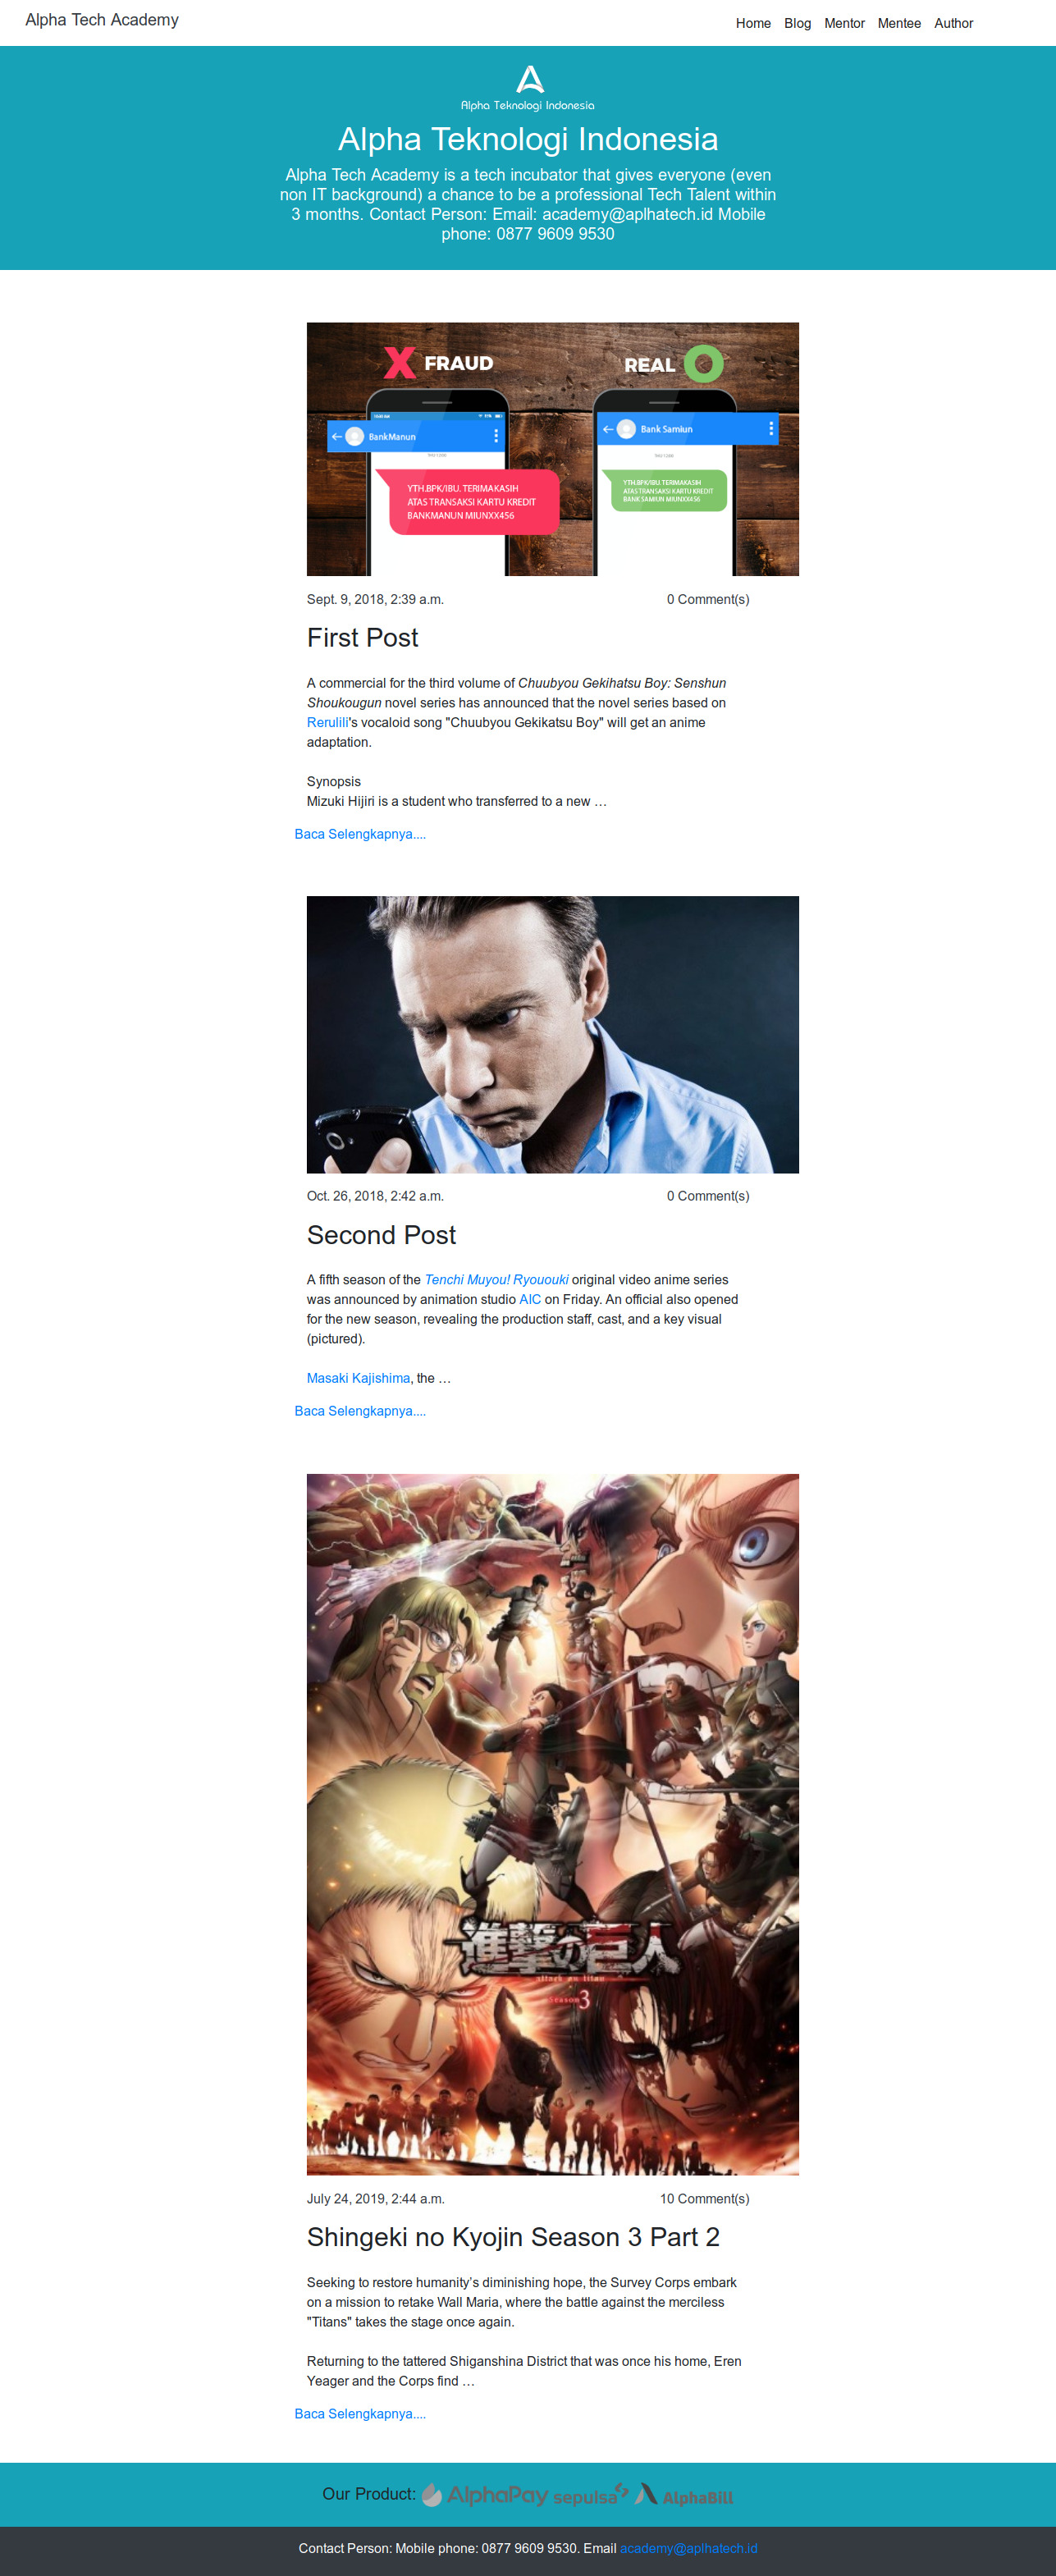 Alpha Tech Academy
Home Blog Mentor Mentee Author
Alpha Teknologi Indonesia
Alpha Teknologi Indonesia
Alpha Tech Academy is a tech incubator that gives everyone (even
non IT background) a chance to be a professional Tech Talent within
3 months. Contact Person: Email: academy@aplhatech.id Mobile
phone: 0877 9609 9530
X FRAUD
REAL O
BankManun
Bank Samiun
YTH.BPK/IBU. TERIMAKASIH
ATAS TRANSAKSI KARTU KREDIT
BANKMANUN MIUNXX456
YTH.BPK/IBU.TERIMAKASIH
ATAS TRANSAKSI KARTU KREDIT
BANK SAMIUN MIUNXX456
Sept. 9, 2018, 2:39 a.m.
0 Comment(s)
First Post
A commercial for the third volume of Chuubyou Gekihatsu Boy: Senshun
Shoukougun novel series has announced that the novel series based on
Rerulili's vocaloid song "Chuubyou Gekikatsu Boy" will get an anime
adaptation.
Synopsis
Mizuki Hijiri is a student who transferred to a new …
Baca Selengkapnya....
Oct. 26, 2018, 2:42 a.m.
0 Comment(s)
Second Post
A fifth season of the Tenchi Muyou! Ryououki original video anime series
was announced by animation studio AIC on Friday. An official also opened
for the new season, revealing the production staff, cast, and a key visual
(pictured).
Masaki Kajishima, the …
Baca Selengkapnya....
進撃の巨人
attack on titan
Season 3
July 24, 2019, 2:44 a.m.
10 Comment(s)
Shingeki no Kyojin Season 3 Part 2
Seeking to restore humanity’s diminishing hope, the Survey Corps embark
on a mission to retake Wall Maria, where the battle against the merciless
"Titans" takes the stage once again.
Returning to the tattered Shiganshina District that was once his home, Eren
Yeager and the Corps find …
Baca Selengkapnya....
Our Product: AlphaPay sepulsa AlphaBill
Contact Person: Mobile phone: 0877 9609 9530. Email academy@aplhatech.id